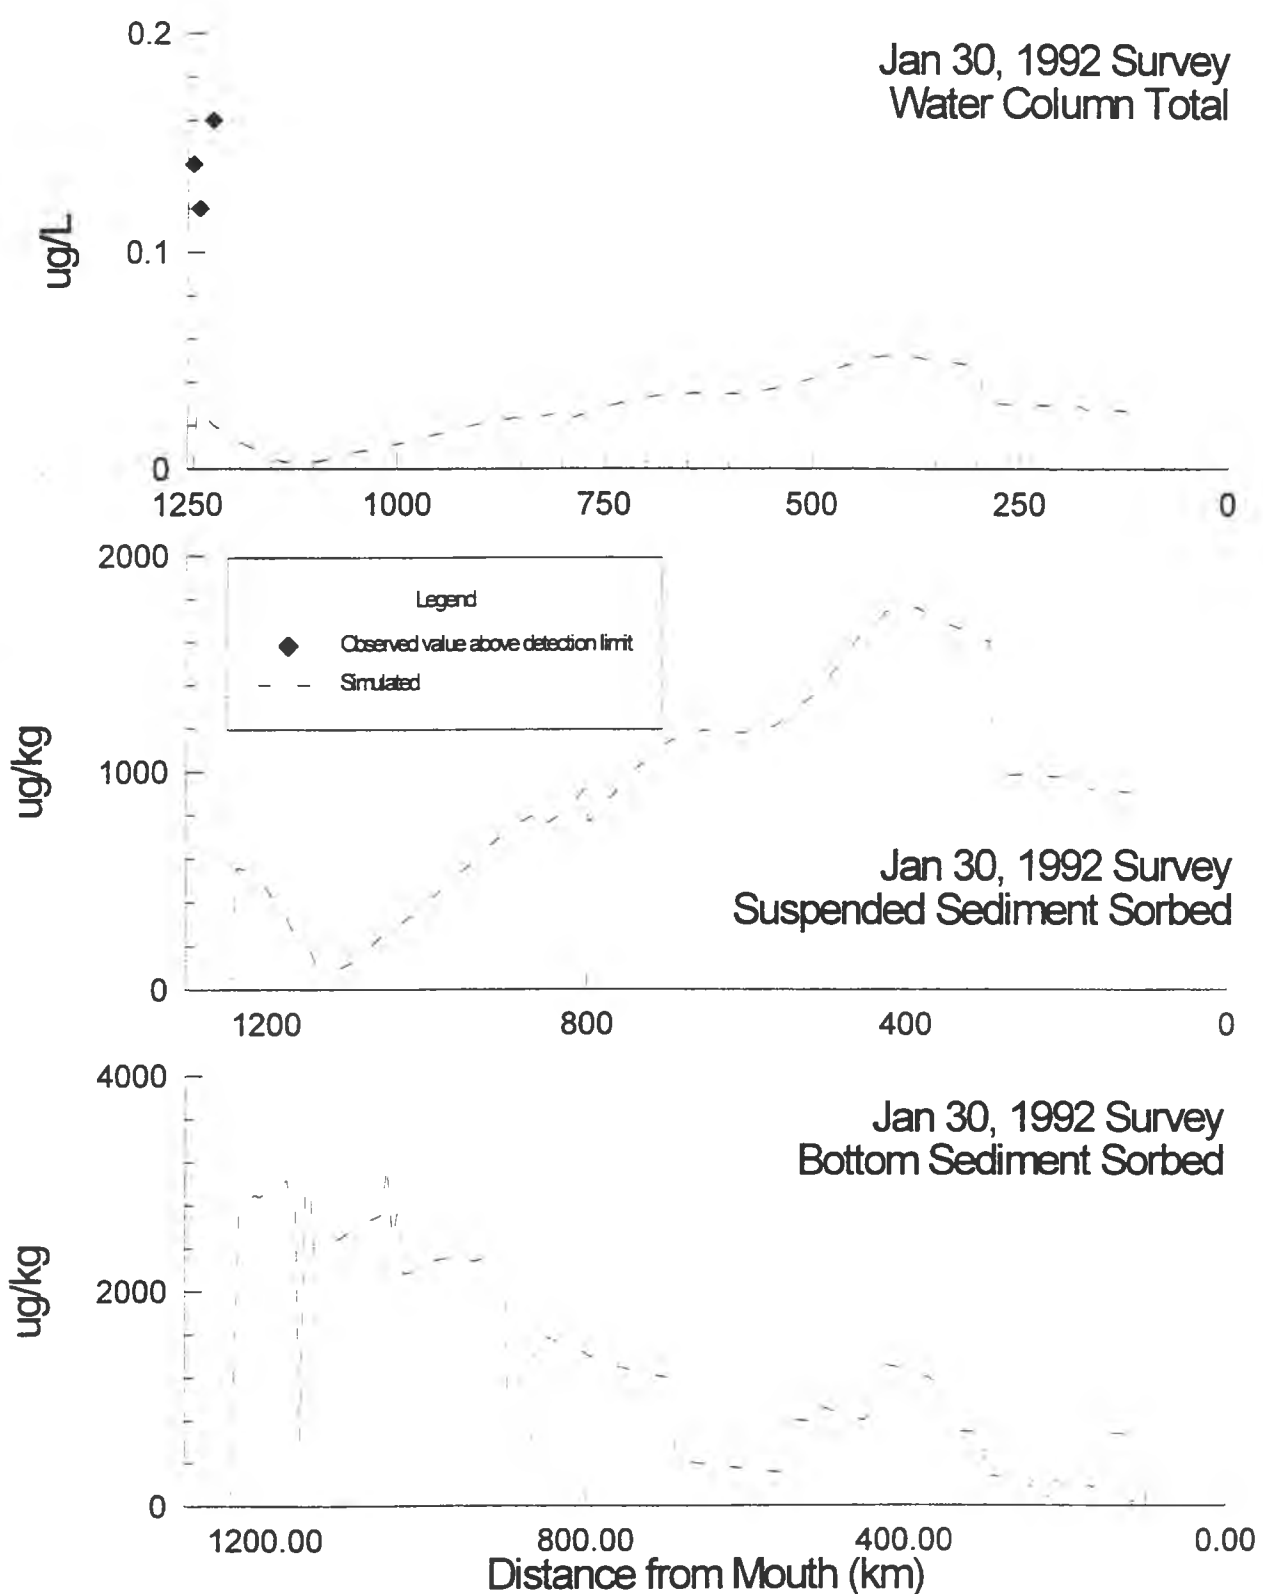 0.2
Jan 30, 1992 Survey
Water Column Total
ug/L
0.1
0
1250 1000 750 500 250 0
2000
Legend
Observed value above detection limit
Simulated
ug/kg
1000
Jan 30, 1992 Survey
Suspended Sediment Sorbed
0
1200 800 400 0
4000
Jan 30, 1992 Survey
Bottom Sediment Sorbed
ug/kg
2000
0
1200.00 800.00 400.00 0.00
Distance from Mouth (km)